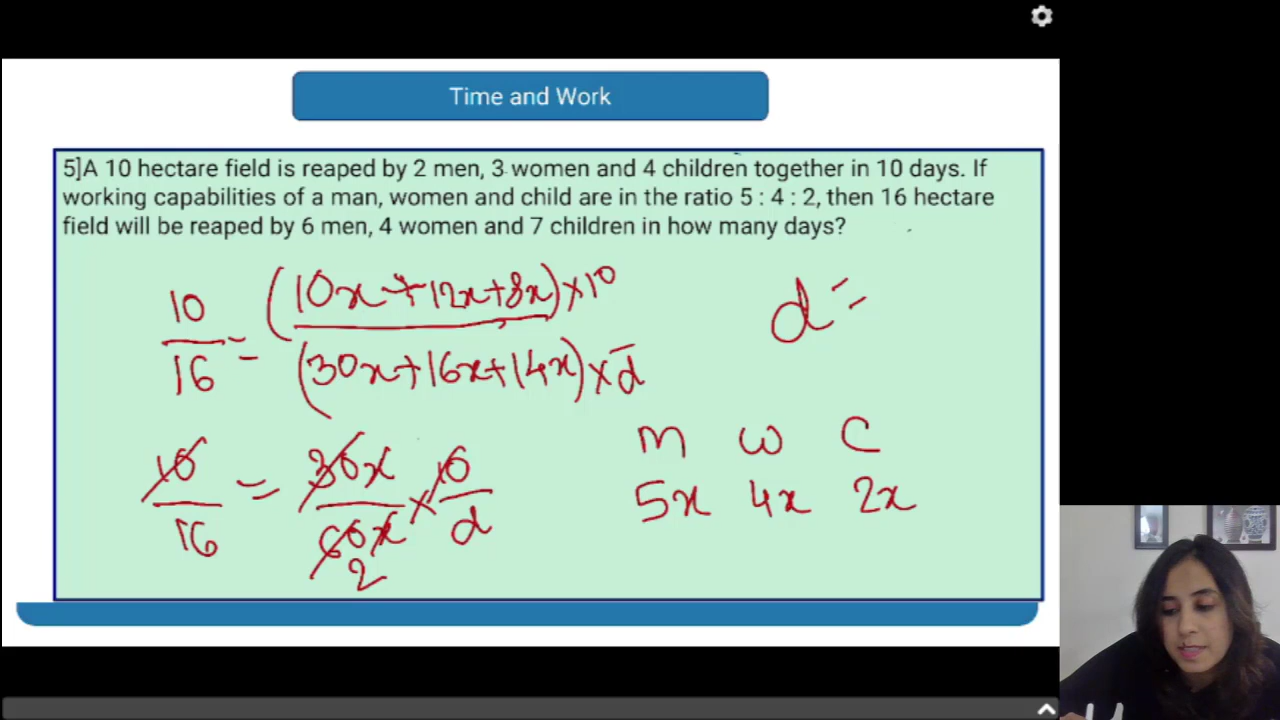 Time and Work
5]A 10 hectare field is reaped by 2 men, 3 women and 4 children together in 10 days. If
working capabilities of a man, women and child are in the ratio 5 : 4 : 2, then 16 hectare
field will be reaped by 6 men, 4 women and 7 children in how many days?
10/16 = (10x+12x+8x)×10/(30x+16x+14x)×d
d=
10/16 = 30x/60x × 10/d
2
M W C
5x 4x 2x